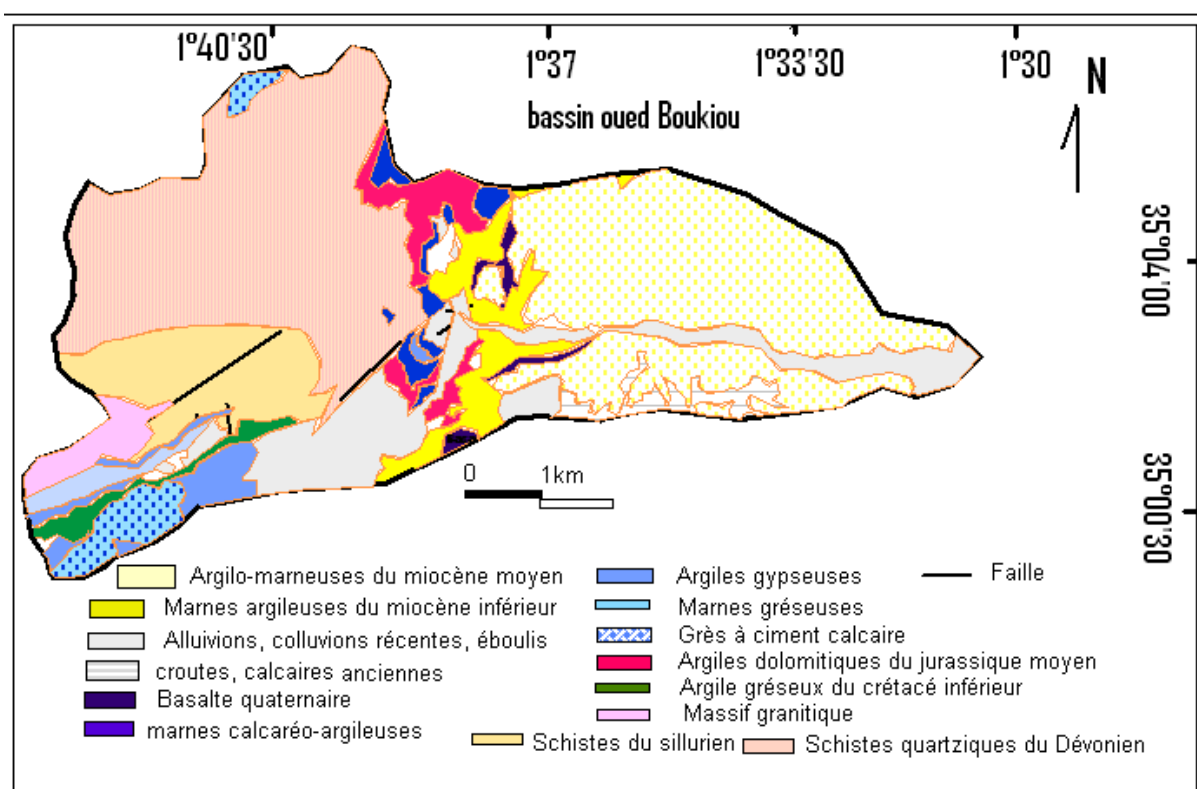 1°40'30
1°37
1°33'30
1°30
N
bassin oued Boukiou
35°04'00
35°00'30
0 1km
Argilo-marneuses du miocène moyen
Marnes argileuses du miocène inférieur
Alluivions, colluvions récentes, éboulis
croutes, calcaires anciennes
Basalte quaternaire
marnes calcaréo-argileuses
Argiles gypseuses
Marnes gréseuses
Grès à ciment calcaire
Argiles dolomitiques du jurassique moyen
Argile gréseux du crétacé inférieur
Massif granitique
Faille
Schistes du sillurien
Schistes quartziques du Dévonien